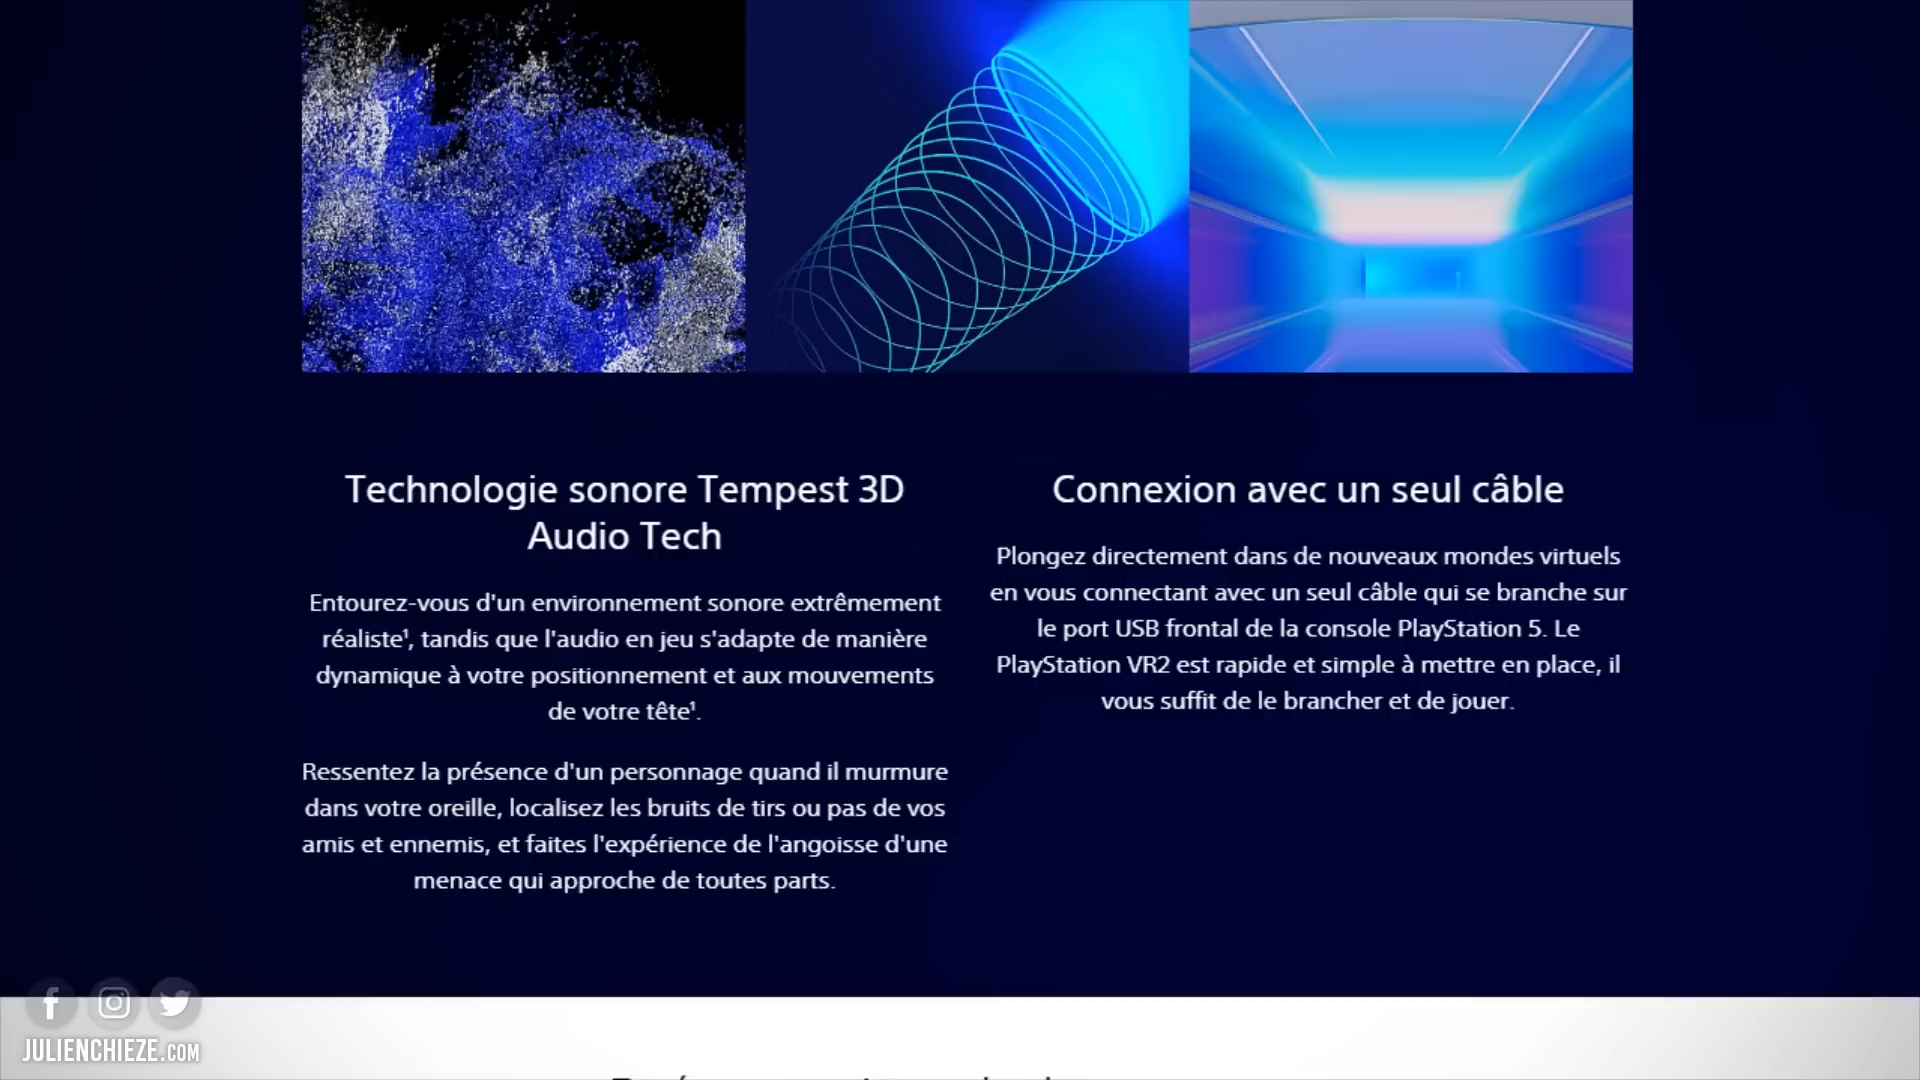 Technologie sonore Tempest 3D
Audio Tech
Entourez-vous d'un environnement sonore extrêmement
réaliste¹, tandis que l'audio en jeu s'adapte de manière
dynamique à votre positionnement et aux mouvements
de votre tête¹.
Ressentez la présence d'un personnage quand il murmure
dans votre oreille, localisez les bruits de tirs ou pas de vos
amis et ennemis, et faites l'expérience de l'angoisse d'une
menace qui approche de toutes parts.
Connexion avec un seul câble
Plongez directement dans de nouveaux mondes virtuels
en vous connectant avec un seul câble qui se branche sur
le port USB frontal de la console PlayStation 5. Le
PlayStation VR2 est rapide et simple à mettre en place, il
vous suffit de le brancher et de jouer.
JULIENCHIEZE.COM